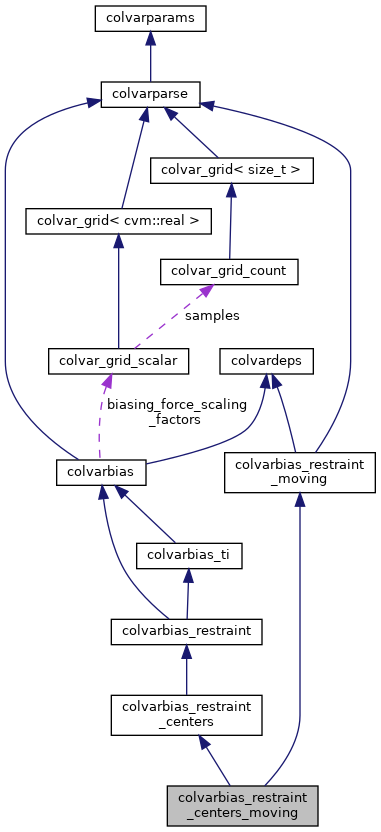 colvarparams
colvarparse
colvar_grid< size_t >
colvar_grid< cvm::real >
colvar_grid_count
samples
colvar_grid_scalar
colvardeps
biasing_force_scaling
_factors
colvarbias
colvarbias_restraint
_moving
colvarbias_ti
colvarbias_restraint
colvarbias_restraint
_centers
colvarbias_restraint
_centers_moving